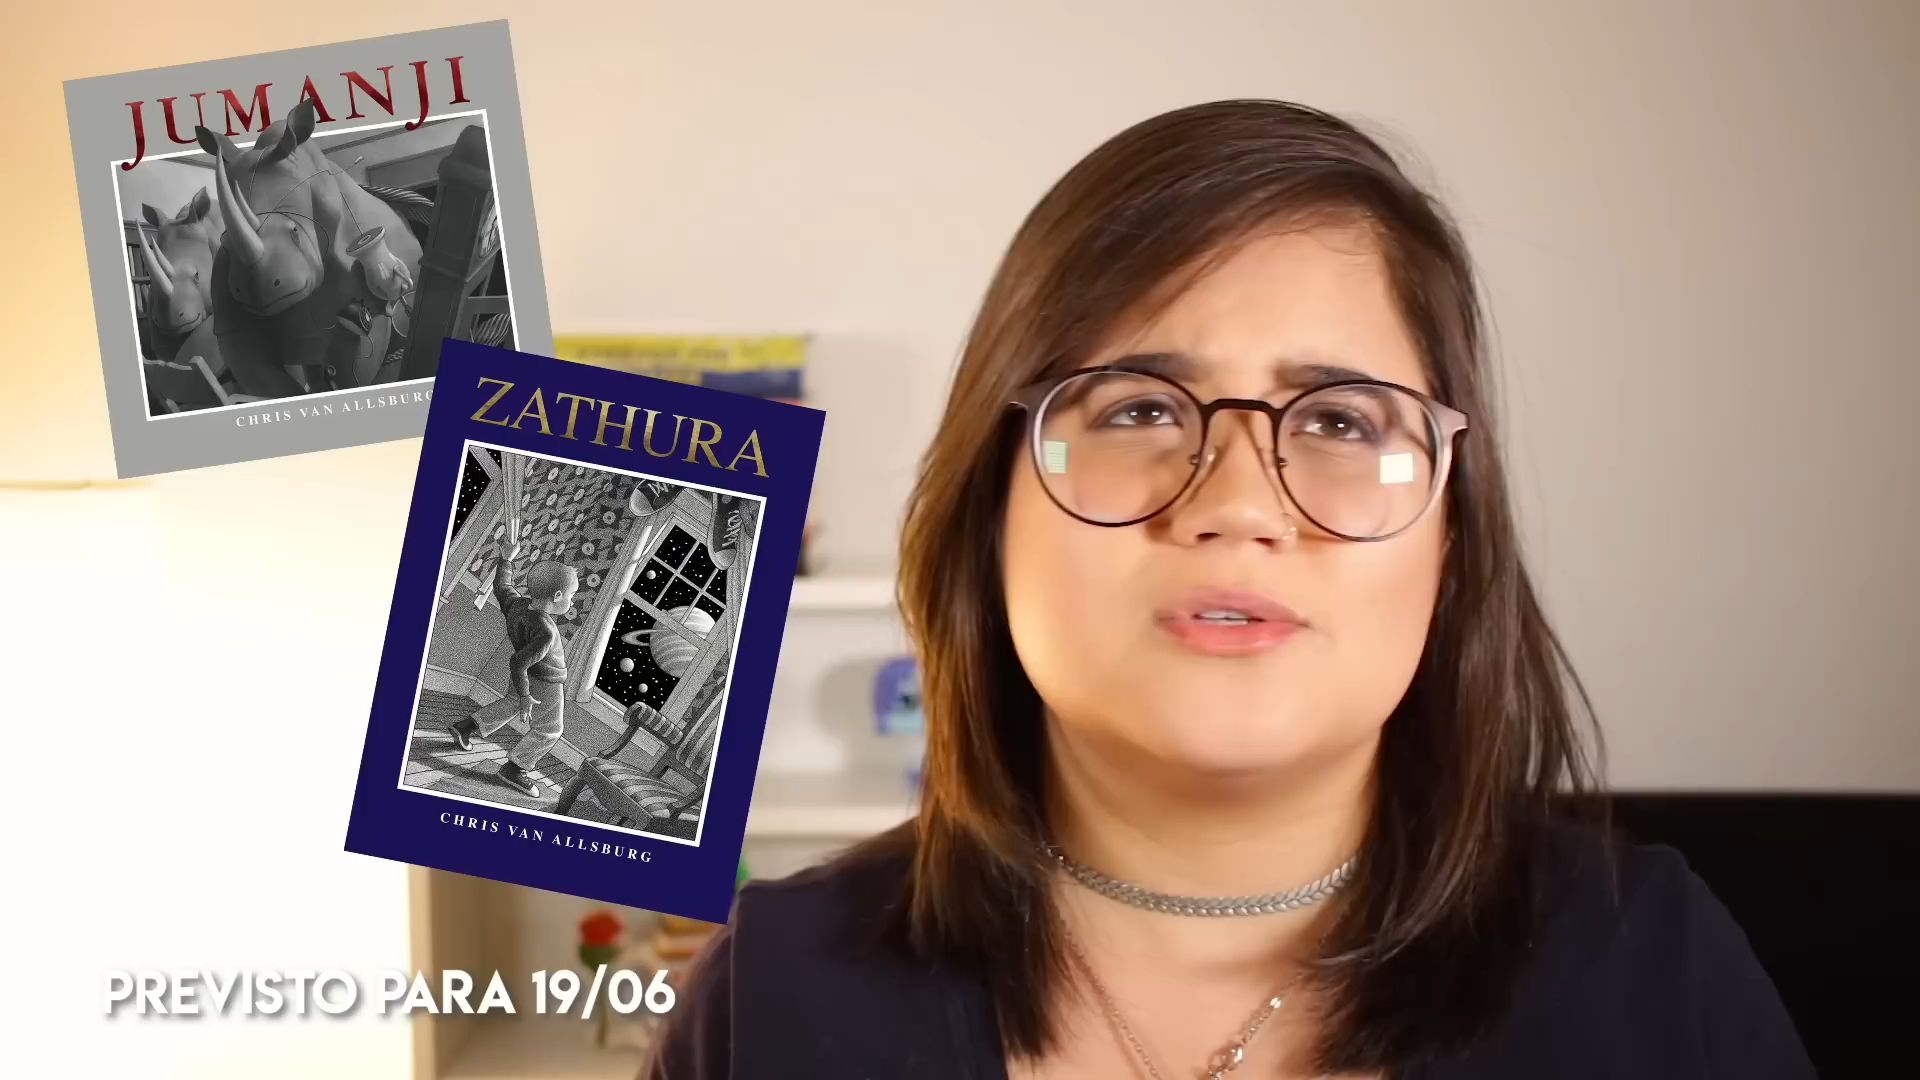 JUMANJI
CHRIS VAN ALLSBURG
ZATHURA
CHRIS VAN ALLSBURG
PREVISTO PARA 19/06